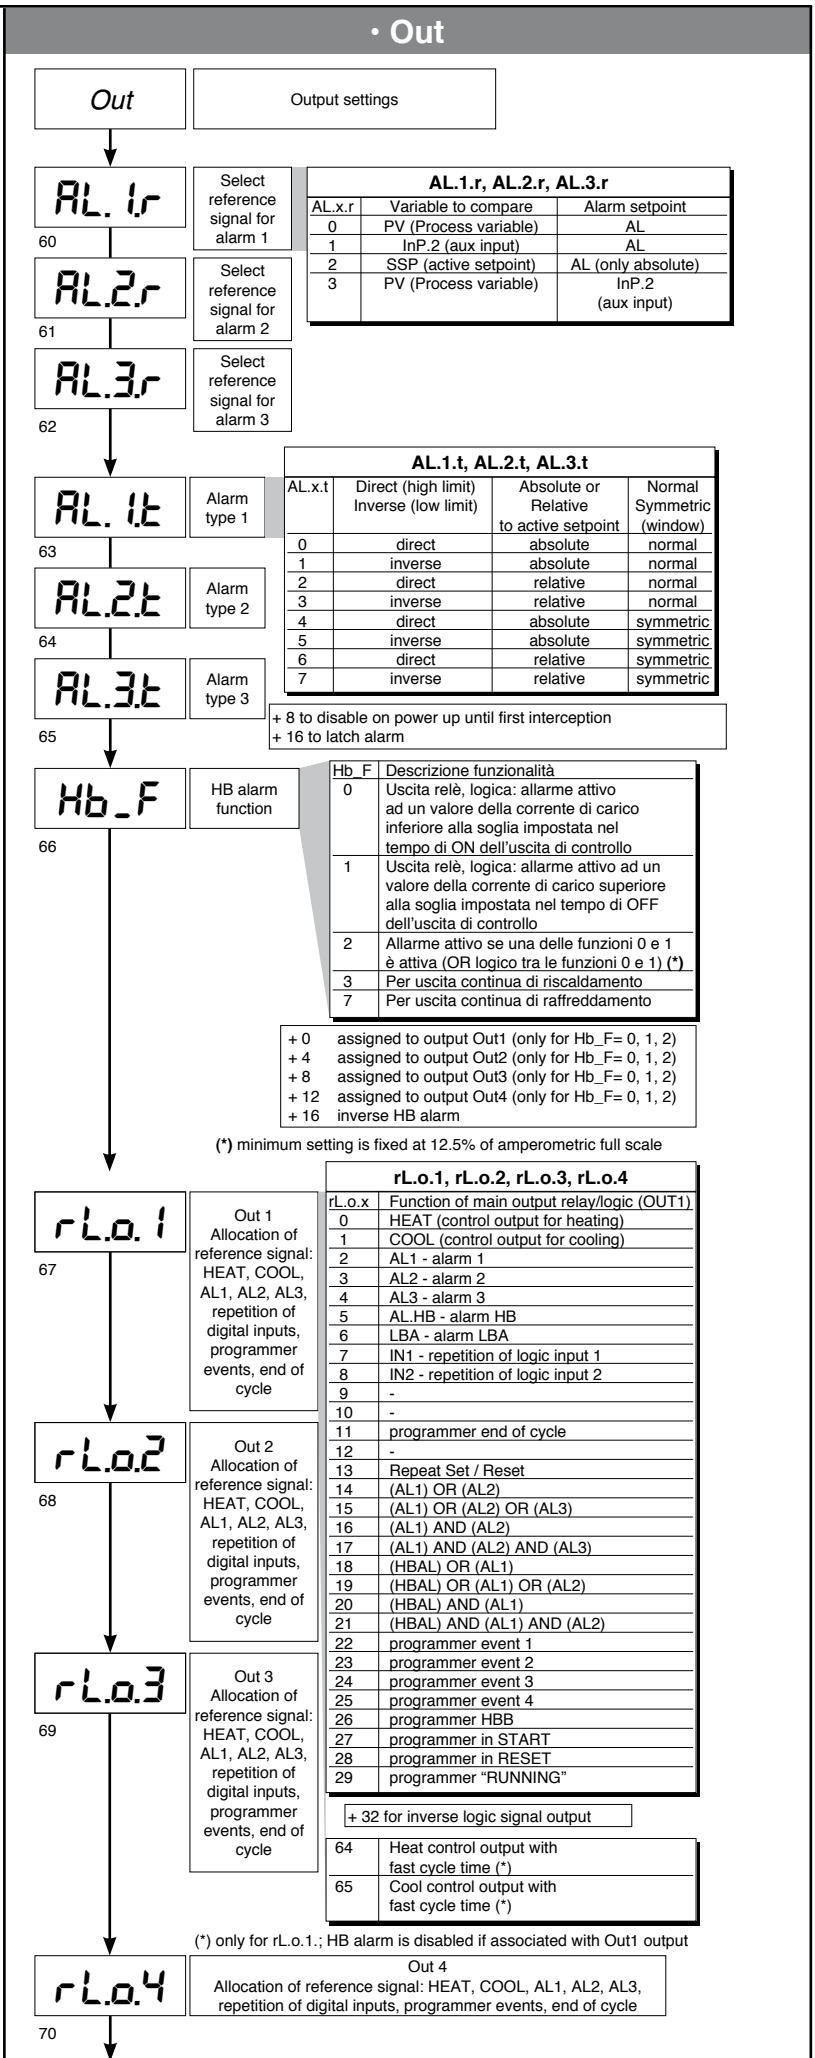 • Out
Out
Output settings
AL.1.r
60
Select
reference
signal for
alarm 1
AL.1.r, AL.2.r, AL.3.r
AL.x.r Variable to compare Alarm setpoint
0 PV (Process variable) AL
1 InP.2 (aux input) AL
2 SSP (active setpoint) AL (only absolute)
3 PV (Process variable) InP.2
(aux input)
AL.2.r
61
Select
reference
signal for
alarm 2
AL.3.r
62
Select
reference
signal for
alarm 3
AL.1.t
63
Alarm
type 1
AL.1.t, AL.2.t, AL.3.t
AL.x.t Direct (high limit) Absolute or Normal
Inverse (low limit) Relative Symmetric
to active setpoint (window)
0 direct absolute normal
1 inverse absolute normal
2 direct relative normal
3 inverse relative normal
4 direct absolute symmetric
5 inverse absolute symmetric
6 direct relative symmetric
7 inverse relative symmetric
AL.2.t
64
Alarm
type 2
AL.3.t
65
Alarm
type 3
+ 8 to disable on power up until first interception
+ 16 to latch alarm
Hb_F
66
HB alarm
function
Hb_F Descrizione funzionalità
0 Uscita relè, logica: allarme attivo
ad un valore della corrente di carico
inferiore alla soglia impostata nel
tempo di ON dell'uscita di controllo
1 Uscita relè, logica: allarme attivo ad un
valore della corrente di carico superiore
alla soglia impostata nel tempo di OFF
dell'uscita di controllo
2 Allarme attivo se una delle funzioni 0 e 1
è attiva (OR logico tra le funzioni 0 e 1) (*)
3 Per uscita continua di riscaldamento
7 Per uscita continua di raffreddamento
+ 0 assigned to output Out1 (only for Hb_F= 0, 1, 2)
+ 4 assigned to output Out2 (only for Hb_F= 0, 1, 2)
+ 8 assigned to output Out3 (only for Hb_F= 0, 1, 2)
+ 12 assigned to output Out4 (only for Hb_F= 0, 1, 2)
+ 16 inverse HB alarm
(*) minimum setting is fixed at 12.5% of amperometric full scale
rL.o.1
67
Out 1
Allocation of
reference signal:
HEAT, COOL,
AL1, AL2, AL3,
repetition of
digital inputs,
programmer
events, end of
cycle
rL.o.1, rL.o.2, rL.o.3, rL.o.4
rL.o.x Function of main output relay/logic (OUT1)
0 HEAT (control output for heating)
1 COOL (control output for cooling)
2 AL1 - alarm 1
3 AL2 - alarm 2
4 AL3 - alarm 3
5 AL.HB - alarm HB
6 LBA - alarm LBA
7 IN1 - repetition of logic input 1
8 IN2 - repetition of logic input 2
9 -
10 -
11 programmer end of cycle
12 -
13 Repeat Set / Reset
14 (AL1) OR (AL2)
15 (AL1) OR (AL2) OR (AL3)
16 (AL1) AND (AL2)
17 (AL1) AND (AL2) AND (AL3)
18 (HBAL) OR (AL1)
19 (HBAL) OR (AL1) OR (AL2)
20 (HBAL) AND (AL1)
21 (HBAL) AND (AL1) AND (AL2)
22 programmer event 1
23 programmer event 2
24 programmer event 3
25 programmer event 4
26 programmer HBB
27 programmer in START
28 programmer in RESET
29 programmer “RUNNING”
rL.o.2
68
Out 2
Allocation of
reference signal:
HEAT, COOL,
AL1, AL2, AL3,
repetition of
digital inputs,
programmer
events, end of
cycle
rL.o.3
69
Out 3
Allocation of
reference signal:
HEAT, COOL,
AL1, AL2, AL3,
repetition of
digital inputs,
programmer
events, end of
cycle
+ 32 for inverse logic signal output
64 Heat control output with
fast cycle time (*)
65 Cool control output with
fast cycle time (*)
(*) only for rL.o.1.; HB alarm is disabled if associated with Out1 output
rL.o.4
70
Out 4
Allocation of reference signal: HEAT, COOL, AL1, AL2, AL3,
repetition of digital inputs, programmer events, end of cycle